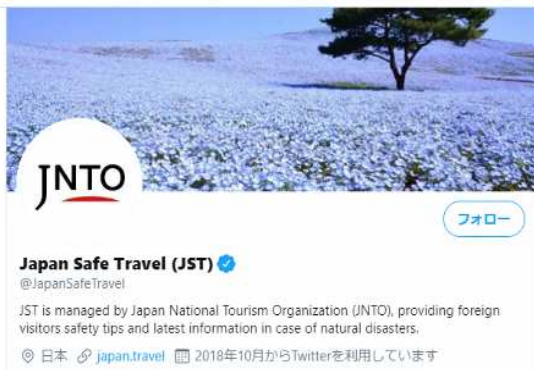 JNTO
フォロー
Japan Safe Travel (JST)
@JapanSafeTravel
JST is managed by Japan National Tourism Organization (JNTO), providing foreign
visitors safety tips and latest information in case of natural disasters.
日本 japan.travel 2018年10月からTwitterを利用しています